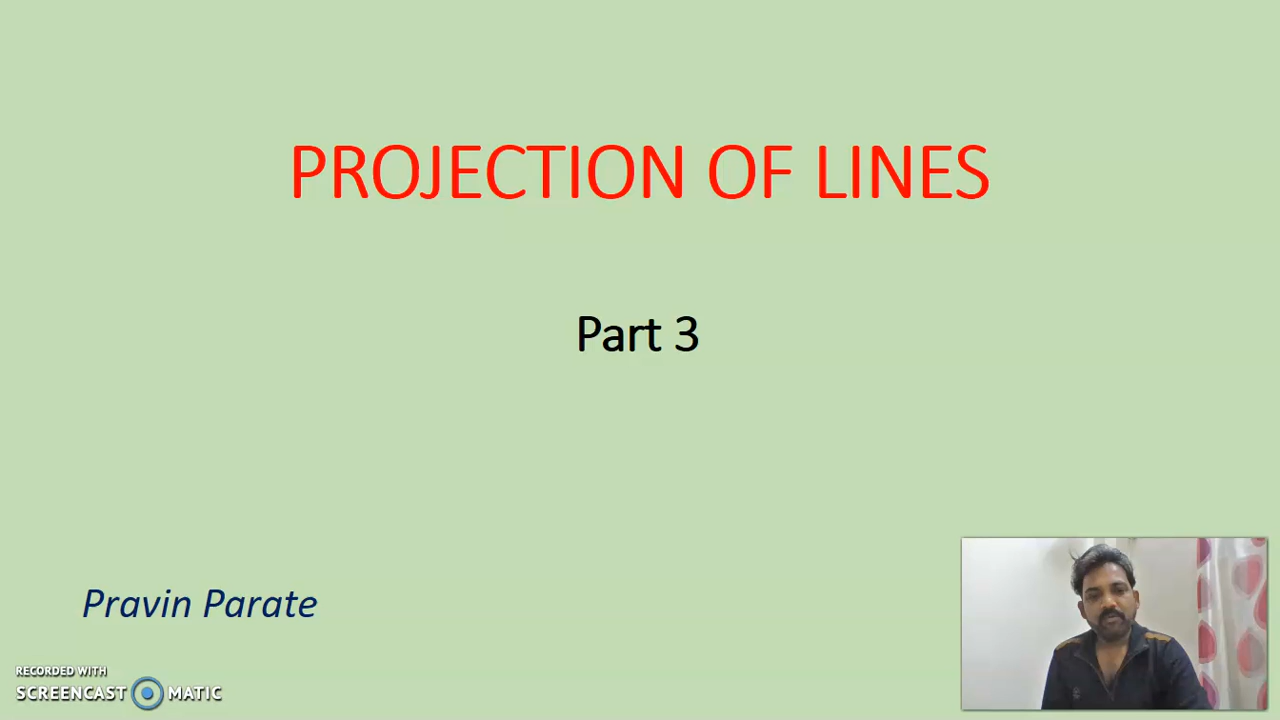 PROJECTION OF LINES
Part 3
Pravin Parate
RECORDED WITH
SCREENCAST MATIC